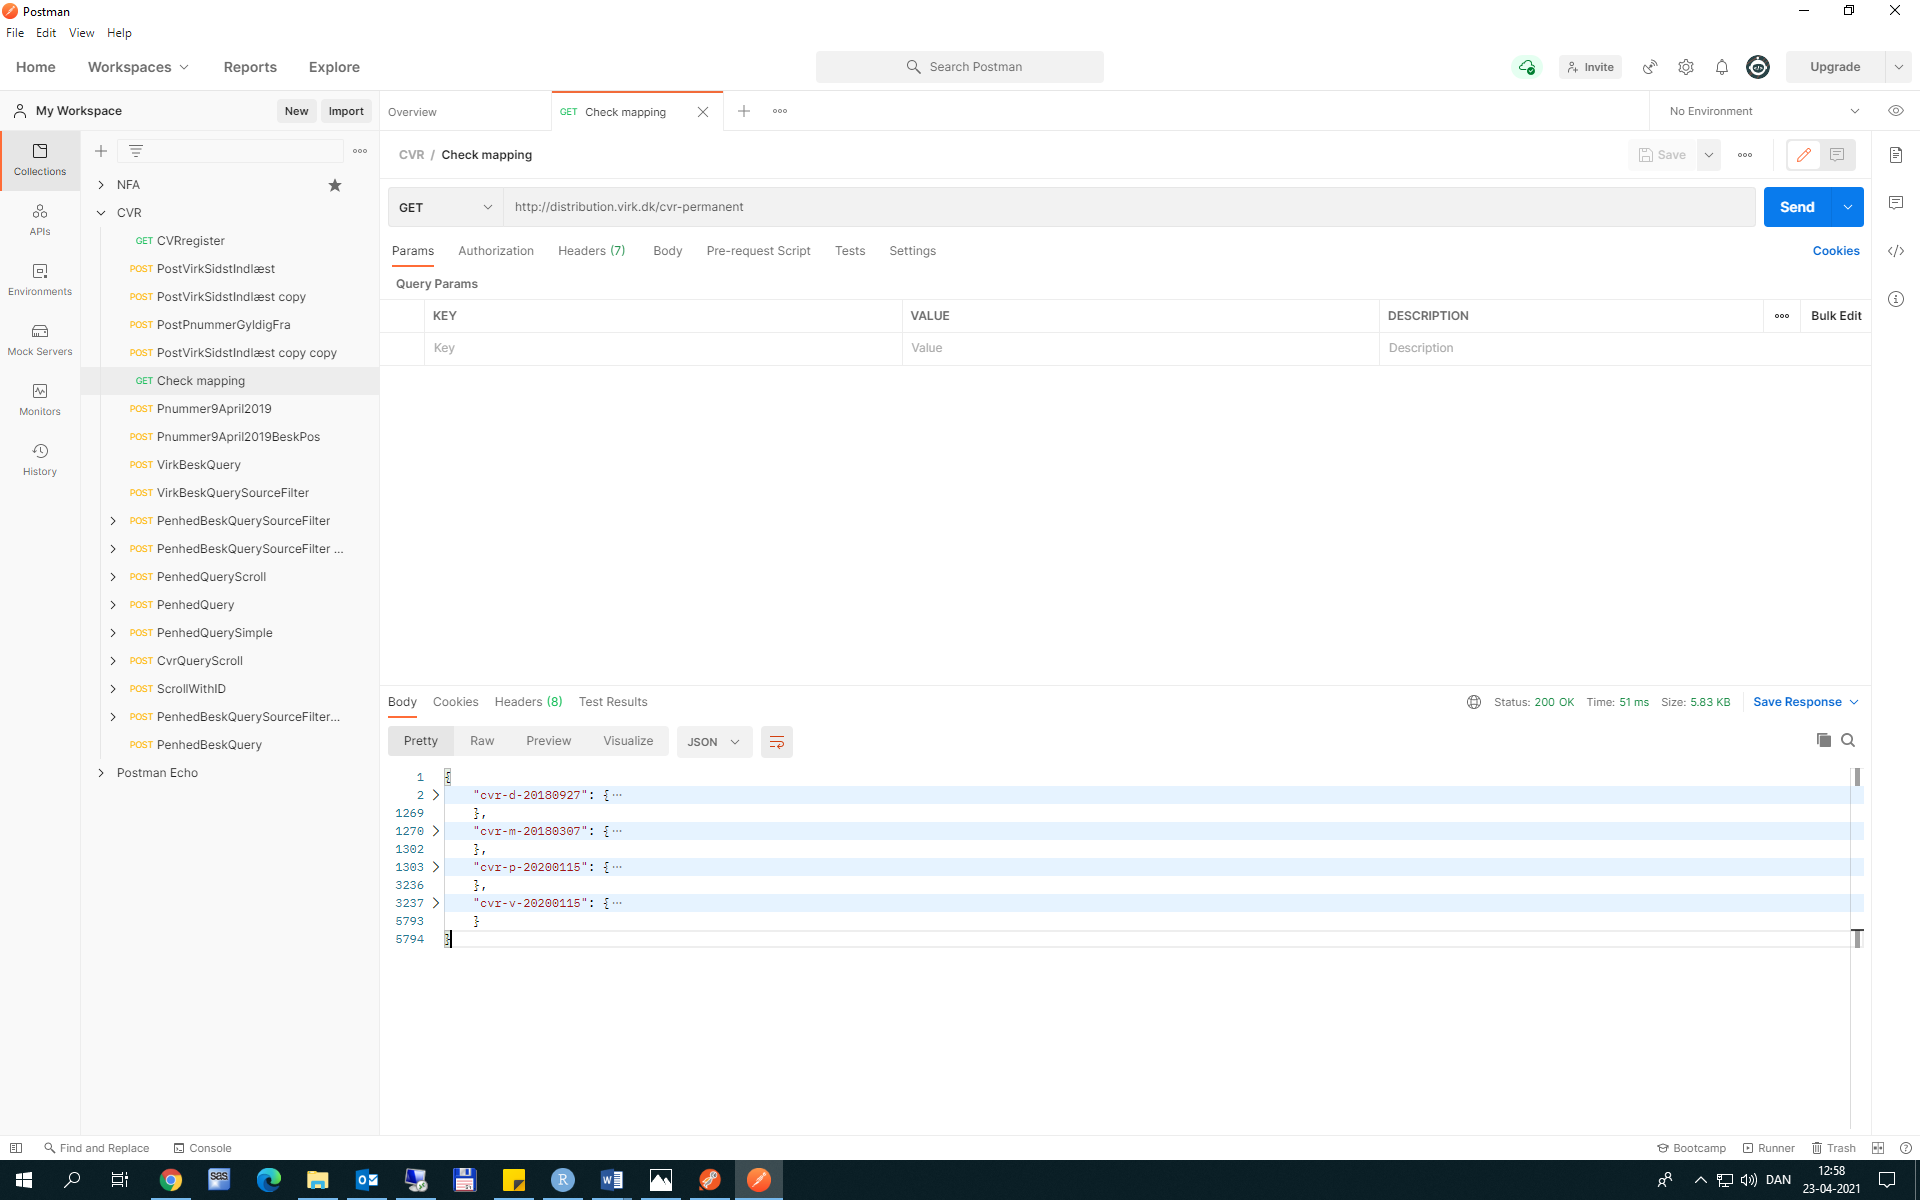 Postman
File Edit View Help
Home Workspaces Reports Explore Search Postman Invite Upgrade
My Workspace New Import Overview GET Check mapping No Environment
Collections
APIs
Environments
Mock Servers
Monitors
History
NFA
CVR
GET CVRregister
POST PostVirkSidstIndlæst
POST PostVirkSidstIndlæst copy
POST PostPnummerGyldigFra
POST PostVirkSidstIndlæst copy copy
GET Check mapping
POST Pnummer9April2019
POST Pnummer9April2019BeskPos
POST VirkBeskQuery
POST VirkBeskQuerySourceFilter
POST PenhedBeskQuerySourceFilter
POST PenhedBeskQuerySourceFilter ...
POST PenhedQueryScroll
POST PenhedQuery
POST PenhedQuerySimple
POST CvrQueryScroll
POST ScrollWithID
POST PenhedBeskQuerySourceFilter...
POST PenhedBeskQuery
Postman Echo
CVR / Check mapping Save
GET http://distribution.virk.dk/cvr-permanent Send
Params Authorization Headers (7) Body Pre-request Script Tests Settings Cookies
Query Params
KEY VALUE DESCRIPTION Bulk Edit
Key Value Description
Body Cookies Headers (8) Test Results Status: 200 OK Time: 51 ms Size: 5.83 KB Save Response
Pretty Raw Preview Visualize JSON
1 {
2 "cvr-d-20180927": {···
1269 },
1270 "cvr-m-20180307": {···
1302 },
1303 "cvr-p-20200115": {···
3236 },
3237 "cvr-v-20200115": {···
5793 }
5794 }
Find and Replace Console Bootcamp Runner Trash
sas DAN 12:58
23-04-2021